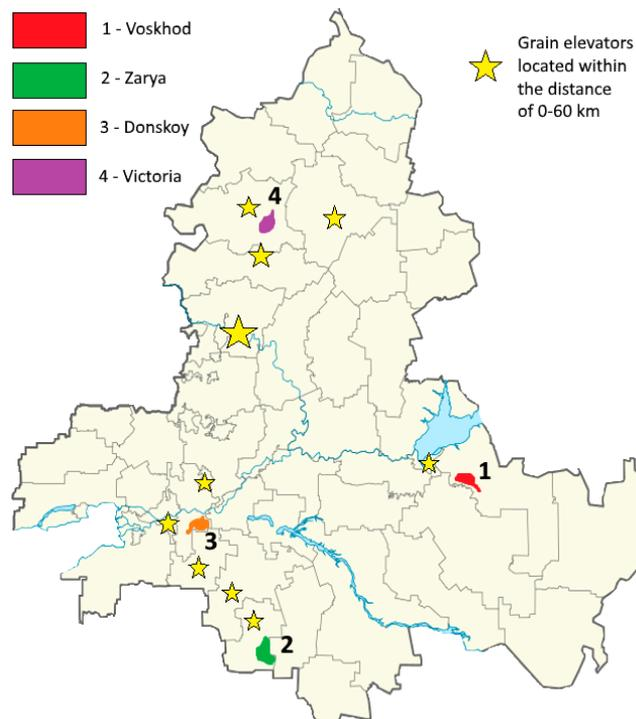 1 - Voskhod
2 - Zarya
3 - Donskoy
4 - Victoria
Grain elevators
located within
the distance
of 0-60 km
4
1
3
2